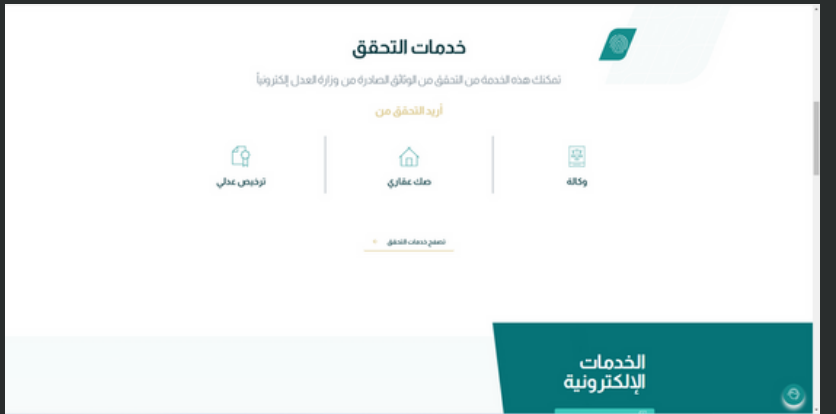 خدمات التحقق
تمكنك هذه الخدمة من التحقق من الوثائق الصادرة من وزارة العدل إلكترونياً
أريد التحقق من
وكالة
صك عقاري
ترخيص عدلي
تصفح خدمات التحقق
الخدمات
الإلكترونية